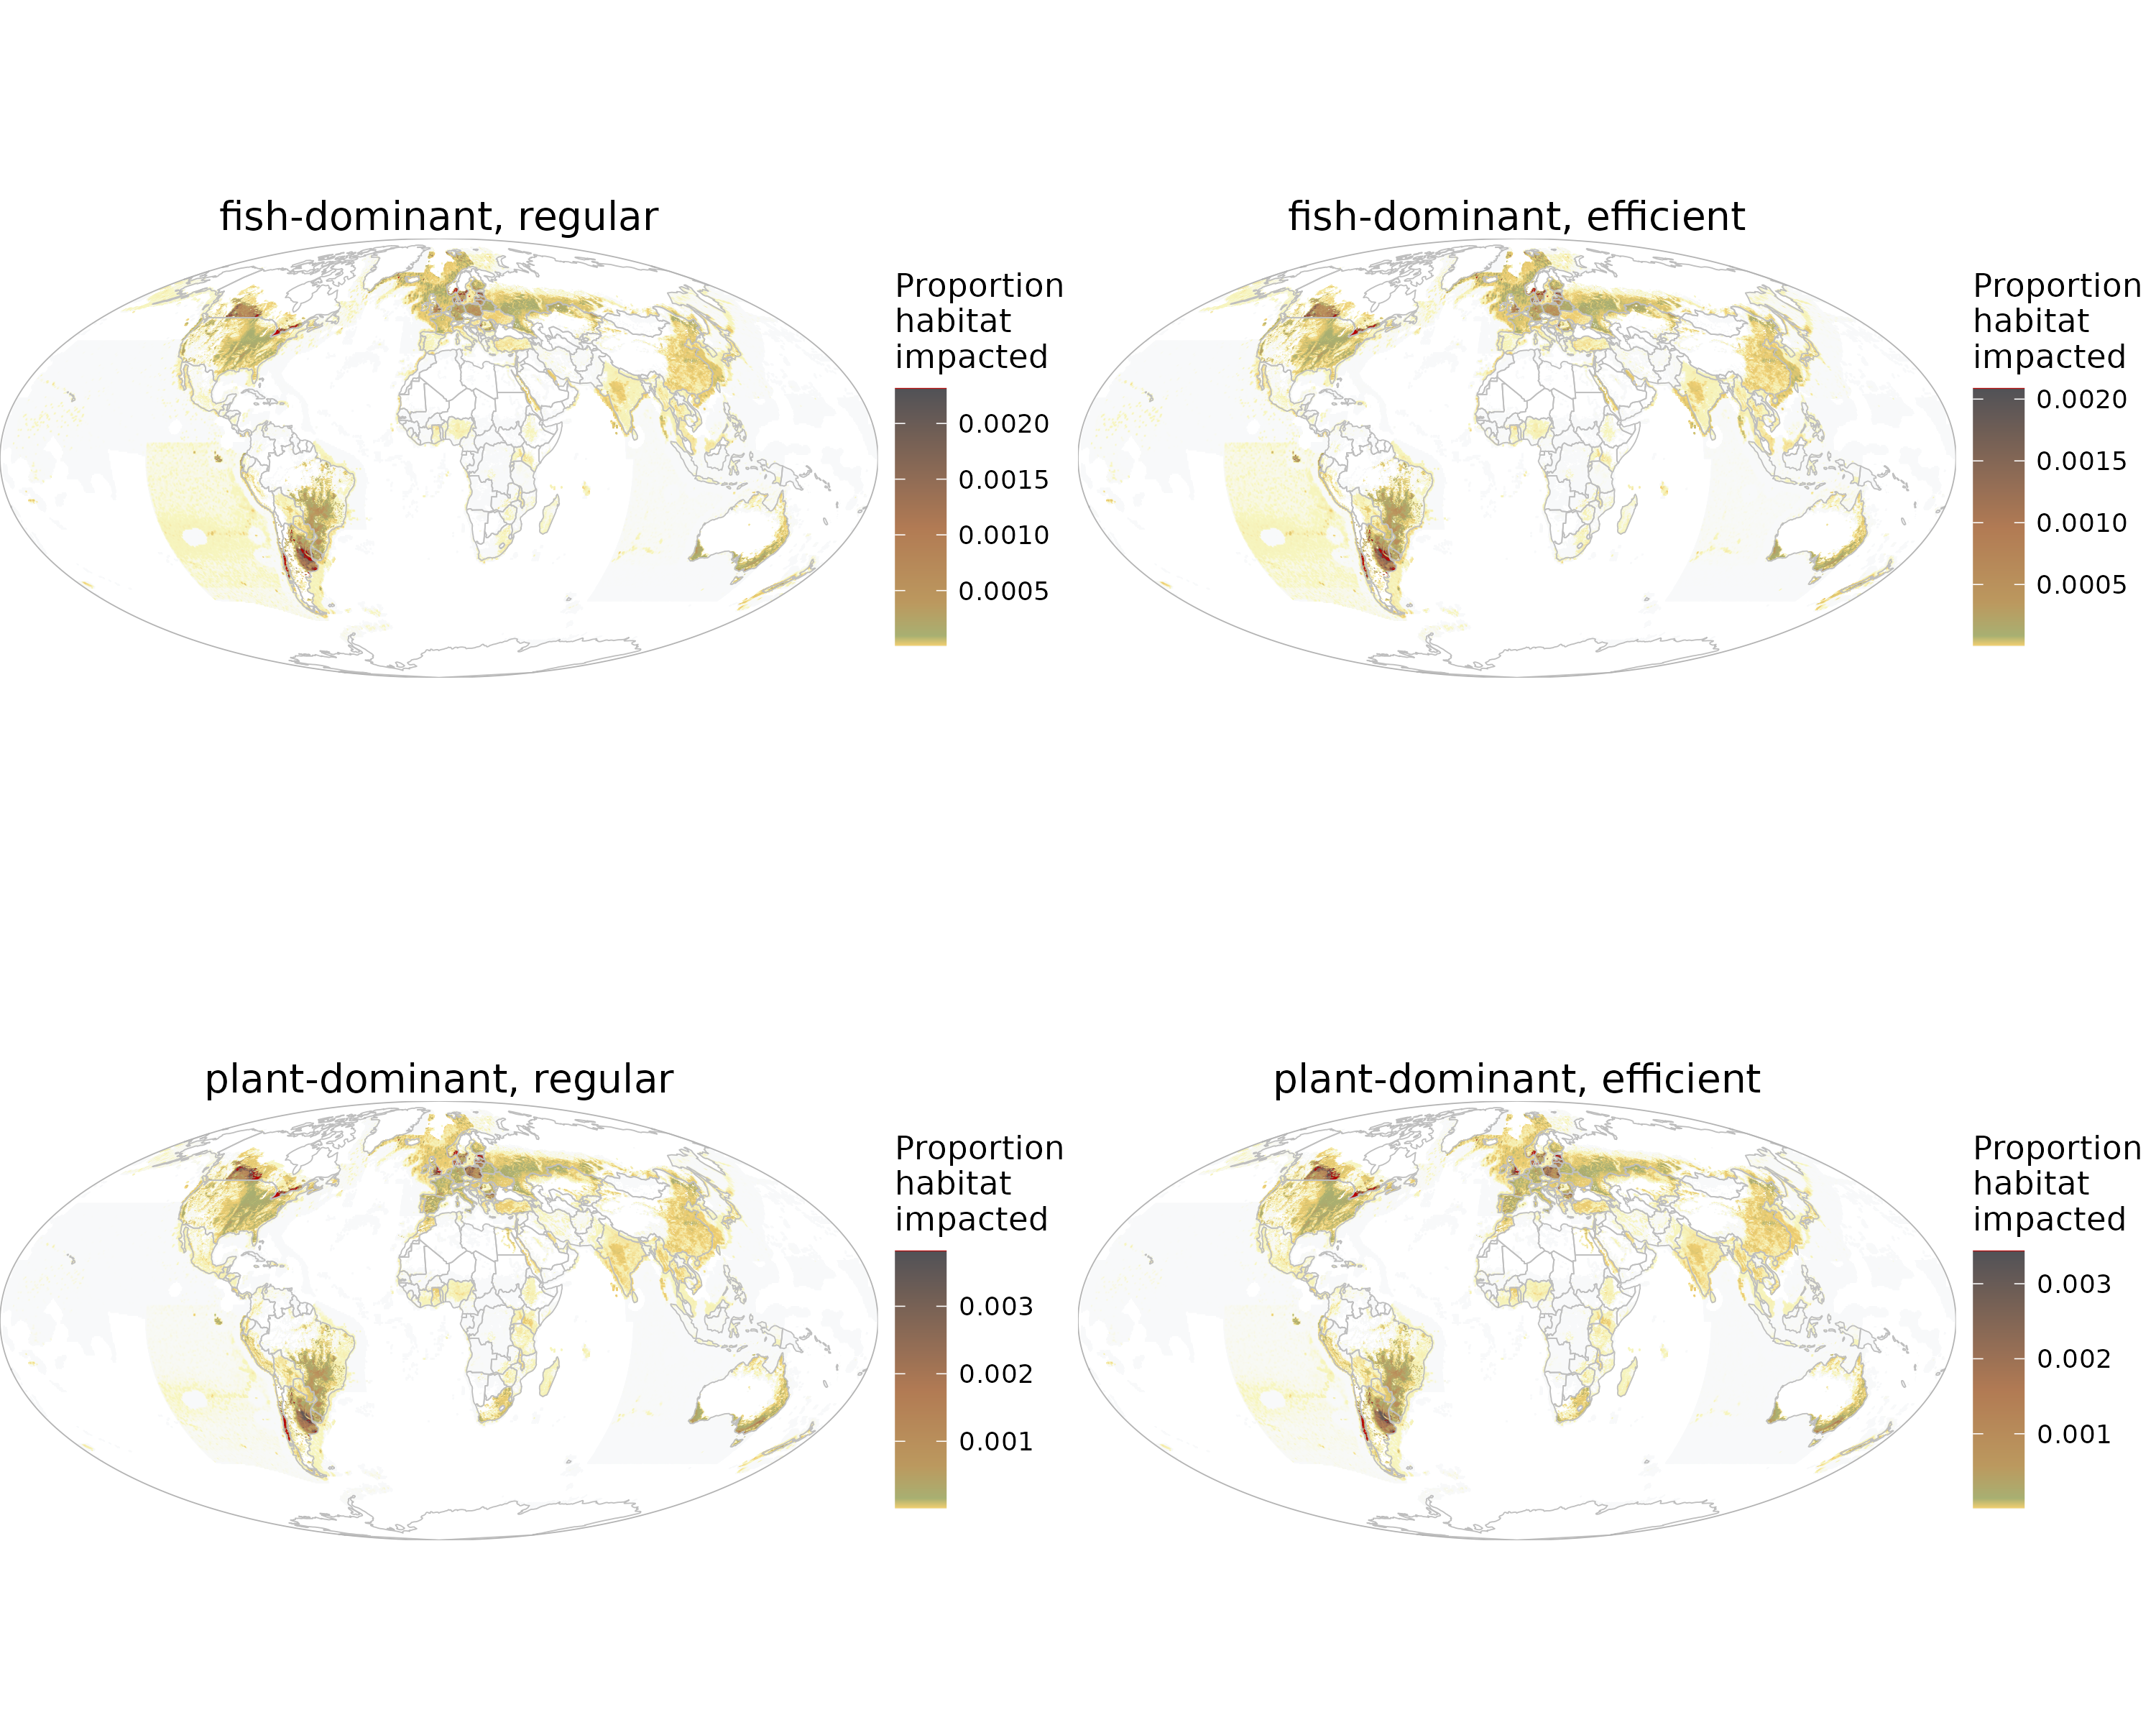 fish-dominant, regular
Proportion
habitat
impacted
0.0020
0.0015
0.0010
0.0005
fish-dominant, efficient
Proportion
habitat
impacted
0.0020
0.0015
0.0010
0.0005
plant-dominant, regular
Proportion
habitat
impacted
0.003
0.002
0.001
plant-dominant, efficient
Proportion
habitat
impacted
0.003
0.002
0.001